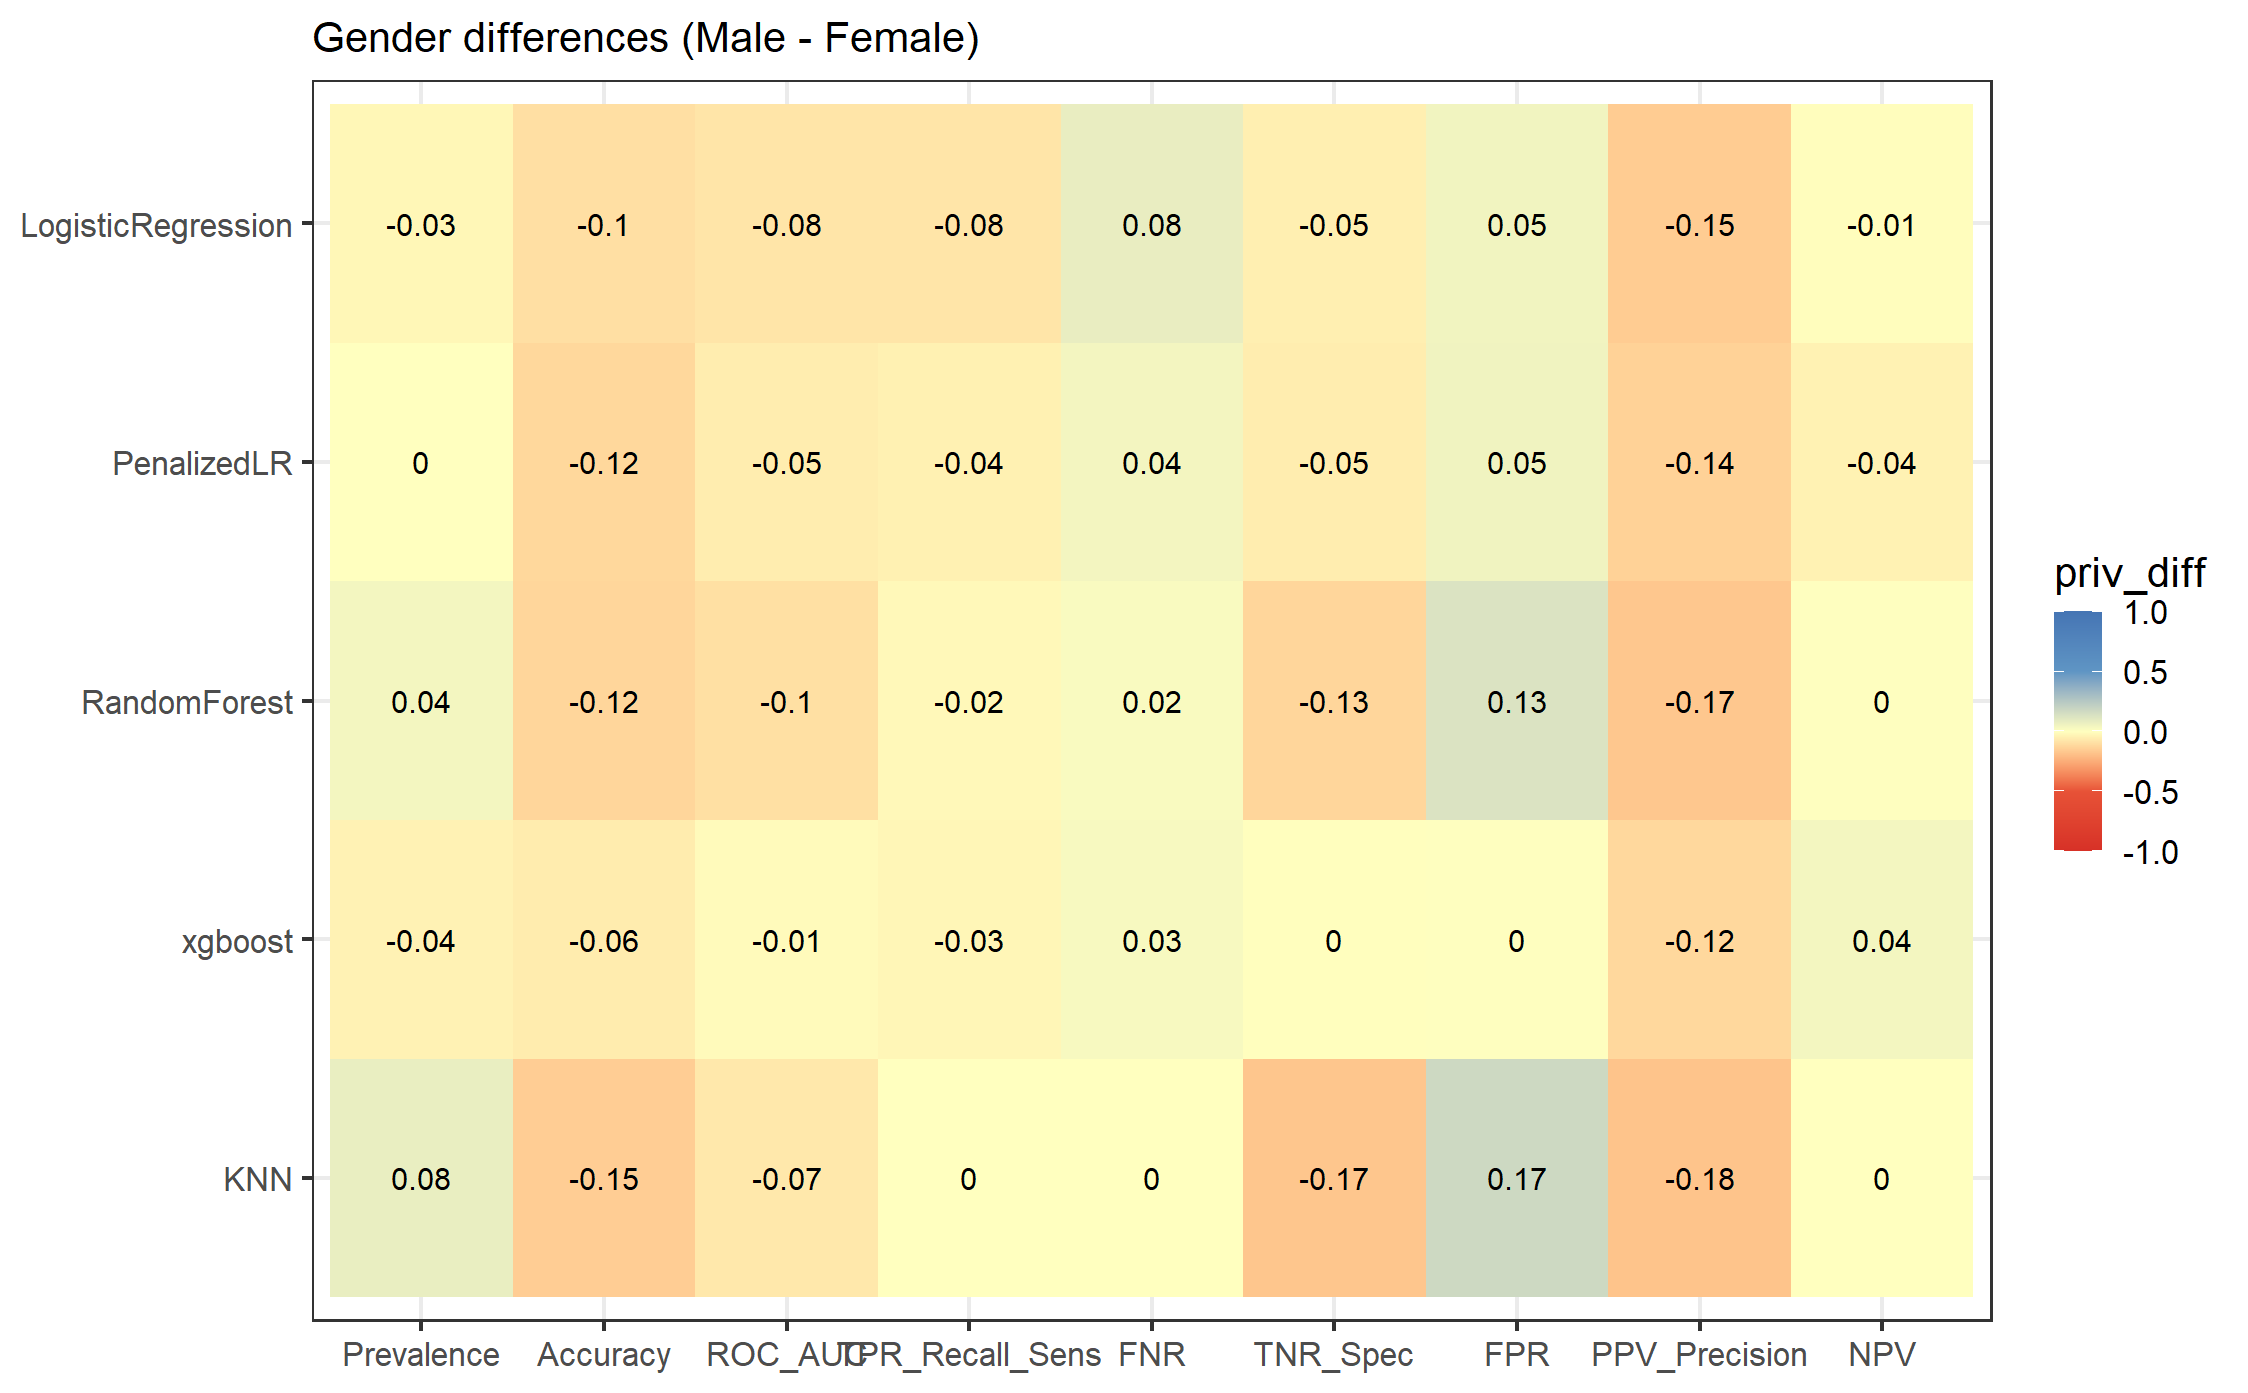 Gender differences (Male - Female)
LogisticRegression -0.03 -0.1 -0.08 -0.08 0.08 -0.05 0.05 -0.15 -0.01
PenalizedLR 0 -0.12 -0.05 -0.04 0.04 -0.05 0.05 -0.14 -0.04
RandomForest 0.04 -0.12 -0.1 -0.02 0.02 -0.13 0.13 -0.17 0
xgboost -0.04 -0.06 -0.01 -0.03 0.03 0 0 -0.12 0.04
KNN 0.08 -0.15 -0.07 0 0 -0.17 0.17 -0.18 0
Prevalence Accuracy ROC_AUC TPR_Recall_Sens FNR TNR_Spec FPR PPV_Precision NPV
priv_diff
1.0
0.5
0.0
-0.5
-1.0